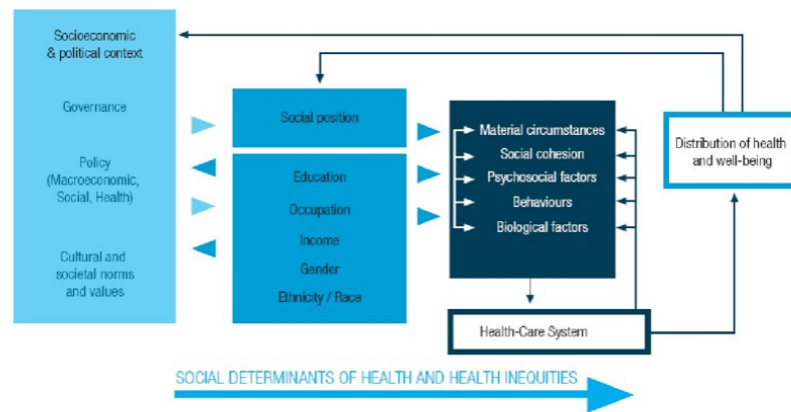 Socioeconomic
& political context
Governance
Policy
(Macroeconomic,
Social, Health)
Cultural and
societal norms
and values
Social position
Education
Occupation
Income
Gender
Ethnicity / Race
Material circumstances
Social cohesion
Psychosocial factors
Behaviours
Biological factors
Health-Care System
Distribution of health
and well-being
SOCIAL DETERMINANTS OF HEALTH AND HEALTH INEQUITIES